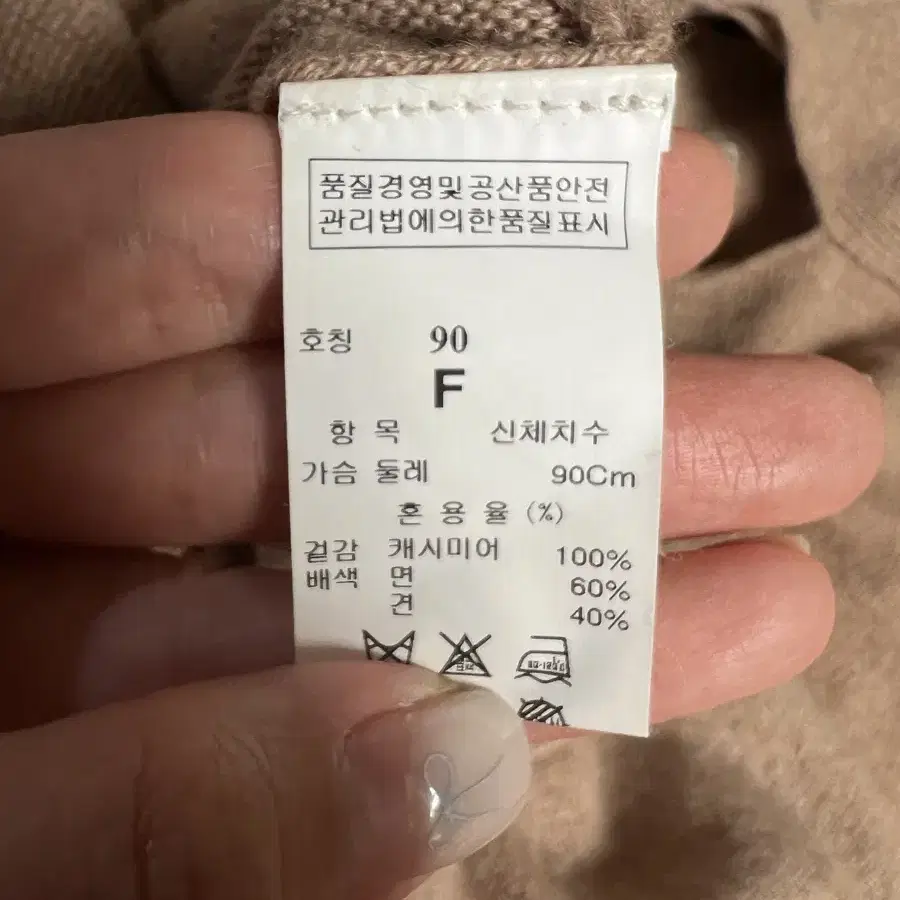 품질경영및공산품안전
관리법에의한품질표시
호칭 90
F
항 목 신체치수
가슴 둘레 90Cm
혼 용 율 (%)
겉감 캐시미어 100%
배색 면 60%
견 40%